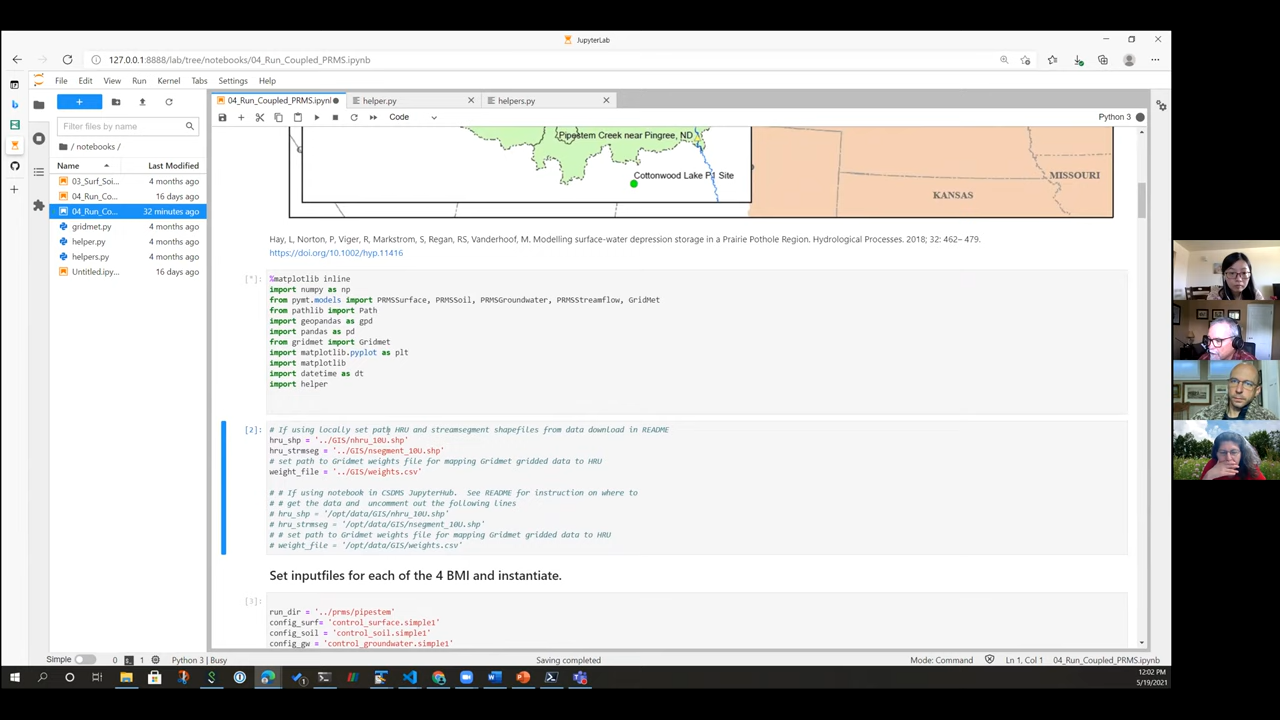 JupyterLab
127.0.0.1:8888/lab/tree/notebooks/04_Run_Coupled_PRMS.ipynb
File Edit View Run Kernel Tabs Settings Help
04_Run_Coupled_PRMS.ipynl
helper.py
helpers.py
Code
Python 3
Filter files by name
/ notebooks /
Name Last Modified
03_Surf_Soi... 4 months ago
04_Run_Co... 16 days ago
04_Run_Co... 32 minutes ago
gridmet.py 4 months ago
helper.py 4 months ago
helpers.py 4 months ago
Untitled.ipy... 16 days ago
Pipestem Creek near Pingree, ND
Cottonwood Lake P1 Site
KANSAS
MISSOURI
Hay, L, Norton, P, Viger, R, Markstrom, S, Regan, RS, Vanderhoof, M. Modelling surface-water depression storage in a Prairie Pothole Region. Hydrological Processes. 2018; 32: 462– 479.
https://doi.org/10.1002/hyp.11416
[*]:
%matplotlib inline
import numpy as np
from pymt.models import PRMSSurface, PRMSSoil, PRMSGroundwater, PRMSStreamflow, GridMet
from pathlib import Path
import geopandas as gpd
import pandas as pd
from gridmet import Gridmet
import matplotlib.pyplot as plt
import matplotlib
import datetime as dt
import helper
[2]:
# If using locally set path HRU and streamsegment shapefiles from data download in README
hru_shp = '../GIS/nhru_10U.shp'
hru_strmseg = '../GIS/nsegment_10U.shp'
# set path to Gridmet weights file for mapping Gridmet gridded data to HRU
weight_file = '../GIS/weights.csv'
# # If using notebook in CSDMS JupyterHub.  See README for instruction on where to
# # get the data and  uncomment out the following lines
# hru_shp = '/opt/data/GIS/nhru_10U.shp'
# hru_strmseg = '/opt/data/GIS/nsegment_10U.shp'
# # set path to Gridmet weights file for mapping Gridmet gridded data to HRU
# weight_file = '/opt/data/GIS/weights.csv'
Set inputfiles for each of the 4 BMI and instantiate.
[3]:
run_dir = '../prms/pipestem'
config_surf= 'control_surface.simple1'
config_soil = 'control_soil.simple1'
config_gw = 'control_groundwater.simple1'
Simple 0 1 Python 3 | Busy Saving completed Mode: Command Ln 1, Col 1 04_Run_Coupled_PRMS.ipynb
12:02 PM
5/19/2021